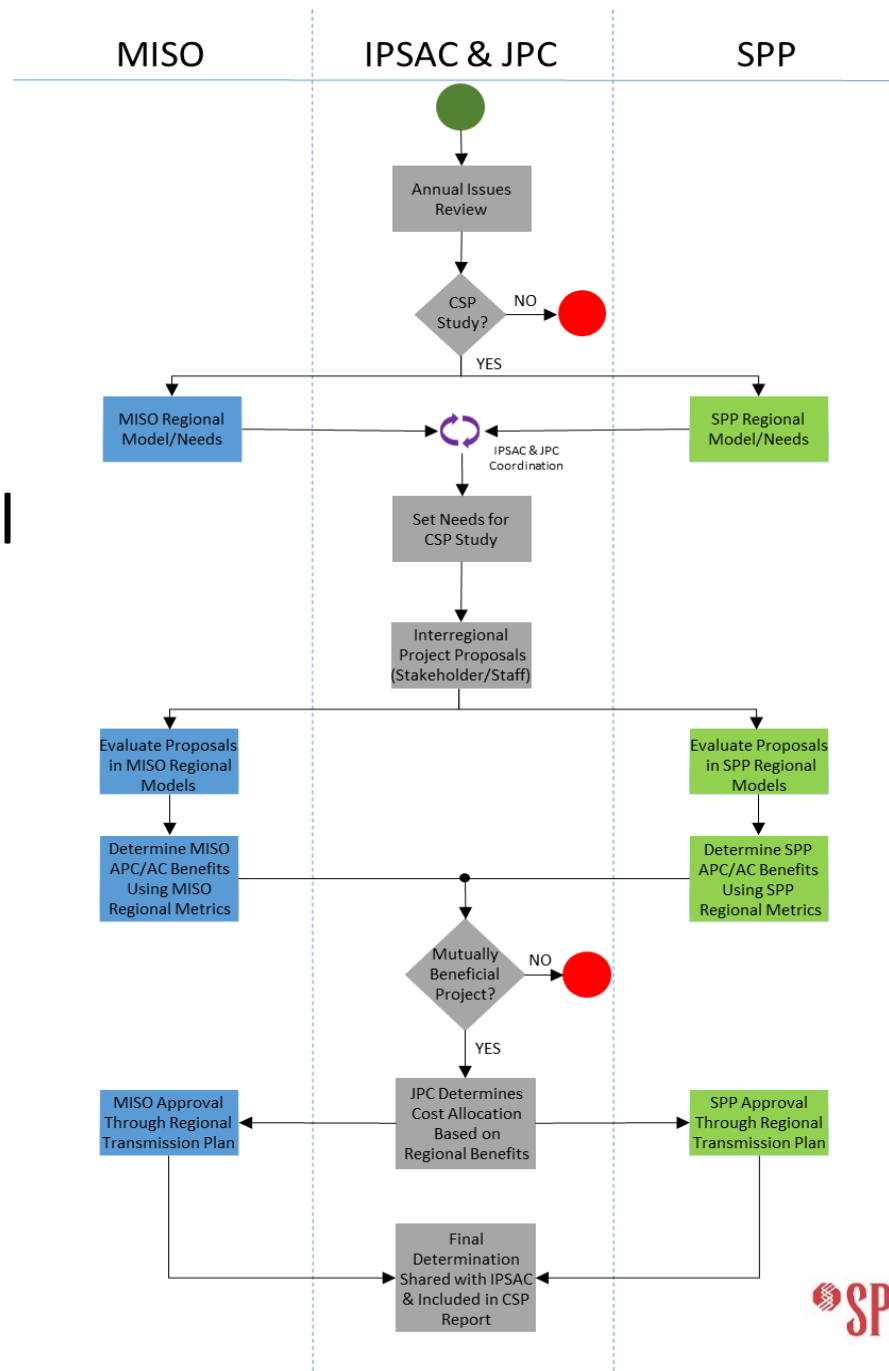 MISO
IPSAC & JPC
SPP
Annual Issues
Review
CSP
Study?
NO
YES
MISO Regional
Model/Needs
IPSAC & JPC
Coordination
SPP Regional
Model/Needs
Set Needs for
CSP Study
Interregional
Project Proposals
(Stakeholder/Staff)
Evaluate Proposals
in MISO Regional
Models
Evaluate Proposals
in SPP Regional
Models
Determine MISO
APC/AC Benefits
Using MISO
Regional Metrics
Determine SPP
APC/AC Benefits
Using SPP
Regional Metrics
Mutually
Beneficial
Project?
NO
YES
MISO Approval
Through Regional
Transmission Plan
JPC Determines
Cost Allocation
Based on
Regional Benefits
SPP Approval
Through Regional
Transmission Plan
Final
Determination
Shared with IPSAC
& Included in CSP
Report
SP